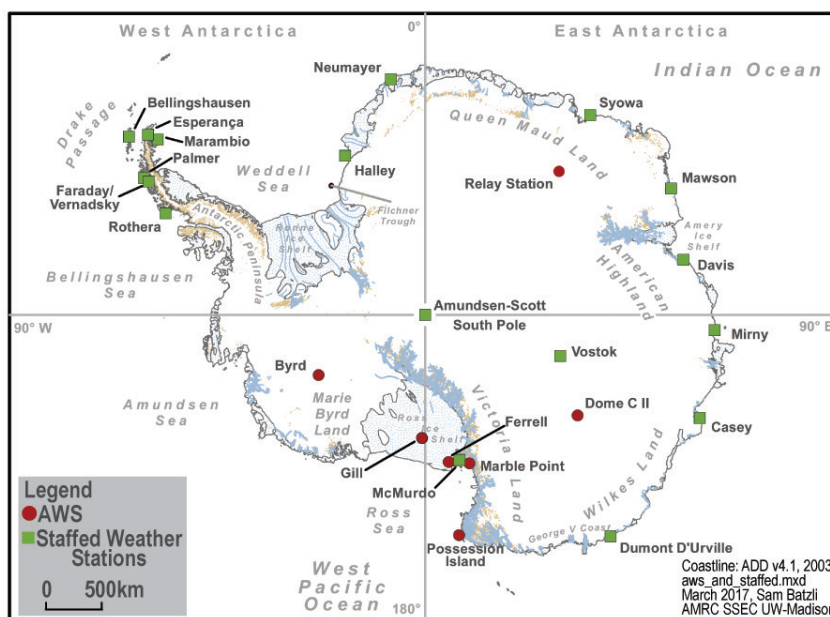 0°
West Antarctica
East Antarctica
Indian Ocean
Neumayer
Syowa
Bellingshausen
Esperança
Drake
Passage
Marambio
Palmer
Queen Maud Land
Weddell
Sea
Halley
Relay Station
Mawson
Faraday/
Vernadsky
Filchner
Trough
Rothera
Antarctic Peninsula
Ronne
Ice
Shelf
Amery
Ice
Shelf
American
Highland
Davis
Bellingshausen
Sea
Amundsen-Scott
South Pole
90° W
90° E
Mirny
Vostok
Byrd
Marie
Byrd
Land
Amundsen
Sea
Ross
Ice
Shelf
Victoria Land
Ferrell
Dome C II
Casey
Gill
Marble Point
McMurdo
Wilkes Land
Ross
Sea
George V Coast
Possession
Island
Dumont D'Urville
West
Pacific
Ocean
180°
Legend
AWS
Staffed Weather
Stations
0 500km
Coastline: ADD v4.1, 2003
aws_and_staffed.mxd
March 2017, Sam Batzli
AMRC SSEC UW-Madison